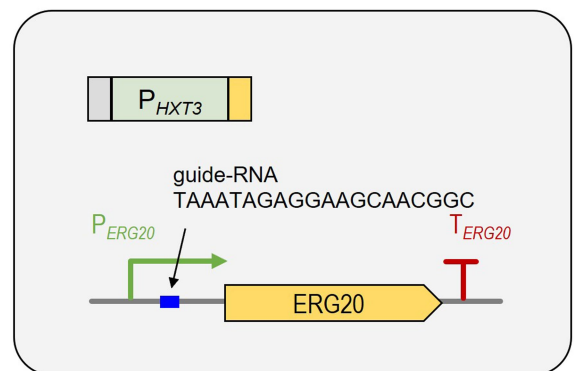 PHXT3
guide-RNA
TAAATAGAGGAAGCAACGGC
PERG20
TERG20
ERG20